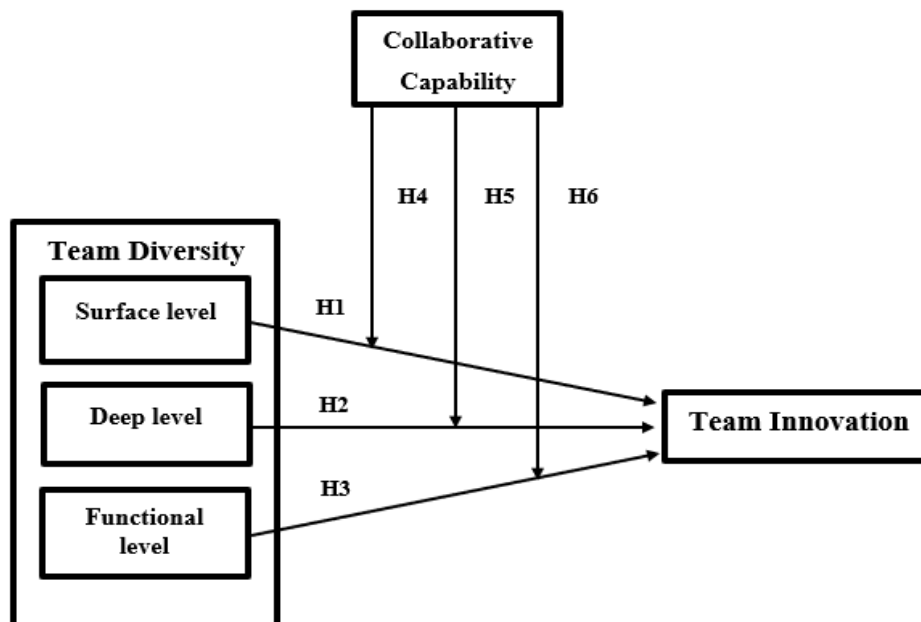 Collaborative
Capability
H4
H5
H6
Team Diversity
Surface level
H1
Deep level
H2
Team Innovation
H3
Functional
level